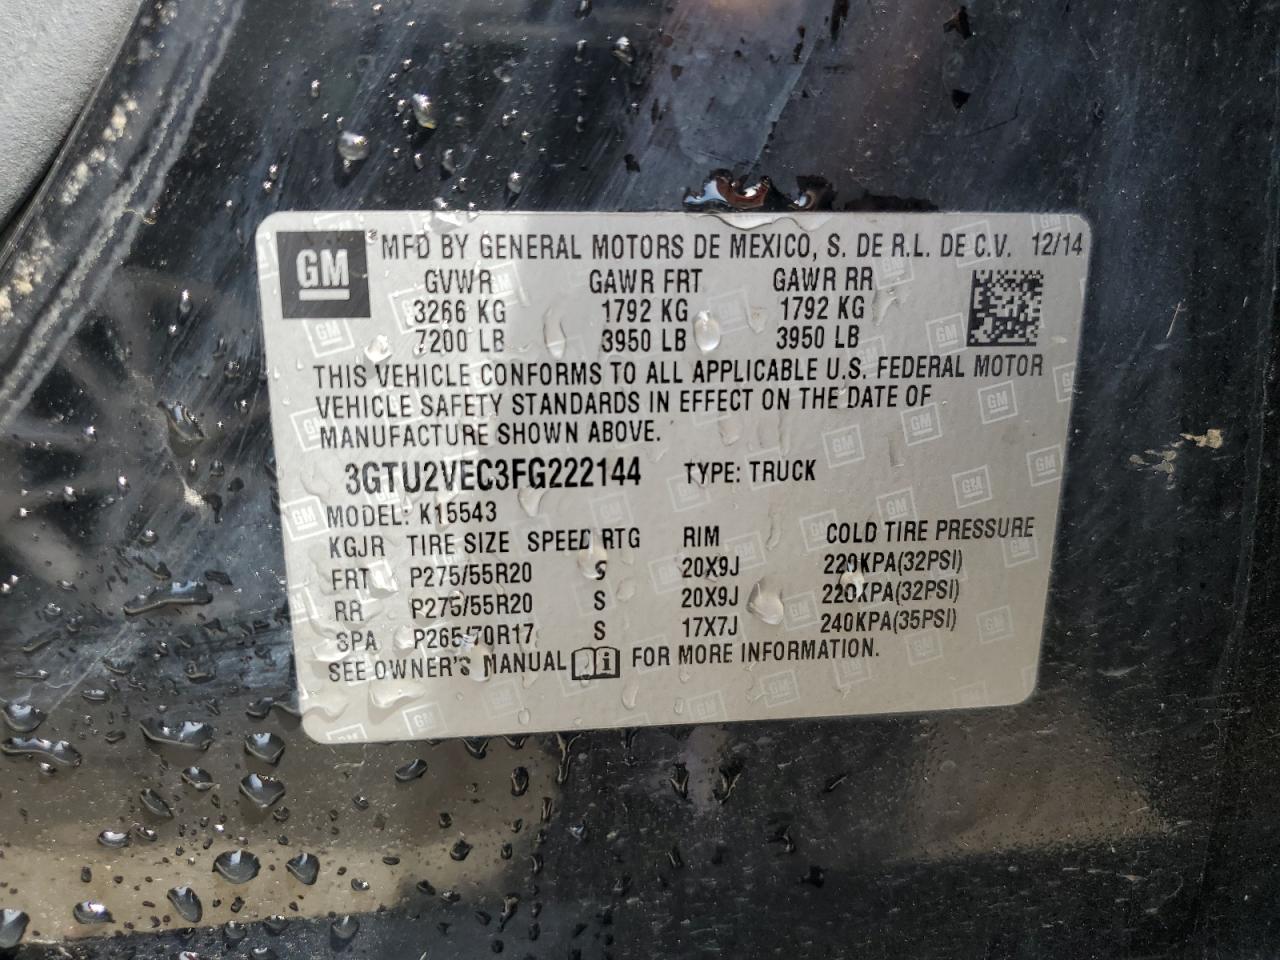 GM MFD BY GENERAL MOTORS DE MEXICO, S. DE R.L. DE C.V. 12/14
GVWR GAWR FRT GAWR RR
3266 KG 1792 KG 1792 KG
7200 LB 3950 LB 3950 LB
THIS VEHICLE CONFORMS TO ALL APPLICABLE U.S. FEDERAL MOTOR
VEHICLE SAFETY STANDARDS IN EFFECT ON THE DATE OF
MANUFACTURE SHOWN ABOVE.
3GTU2VEC3FG222144 TYPE: TRUCK
MODEL: K15543
KGJR TIRE SIZE SPEED RTG RIM COLD TIRE PRESSURE
FRT P275/55R20 S 20X9J 220KPA(32PSI)
RR P275/55R20 S 20X9J 220KPA(32PSI)
SPA P265/70R17 S 17X7J 240KPA(35PSI)
SEE OWNER'S MANUAL i FOR MORE INFORMATION.